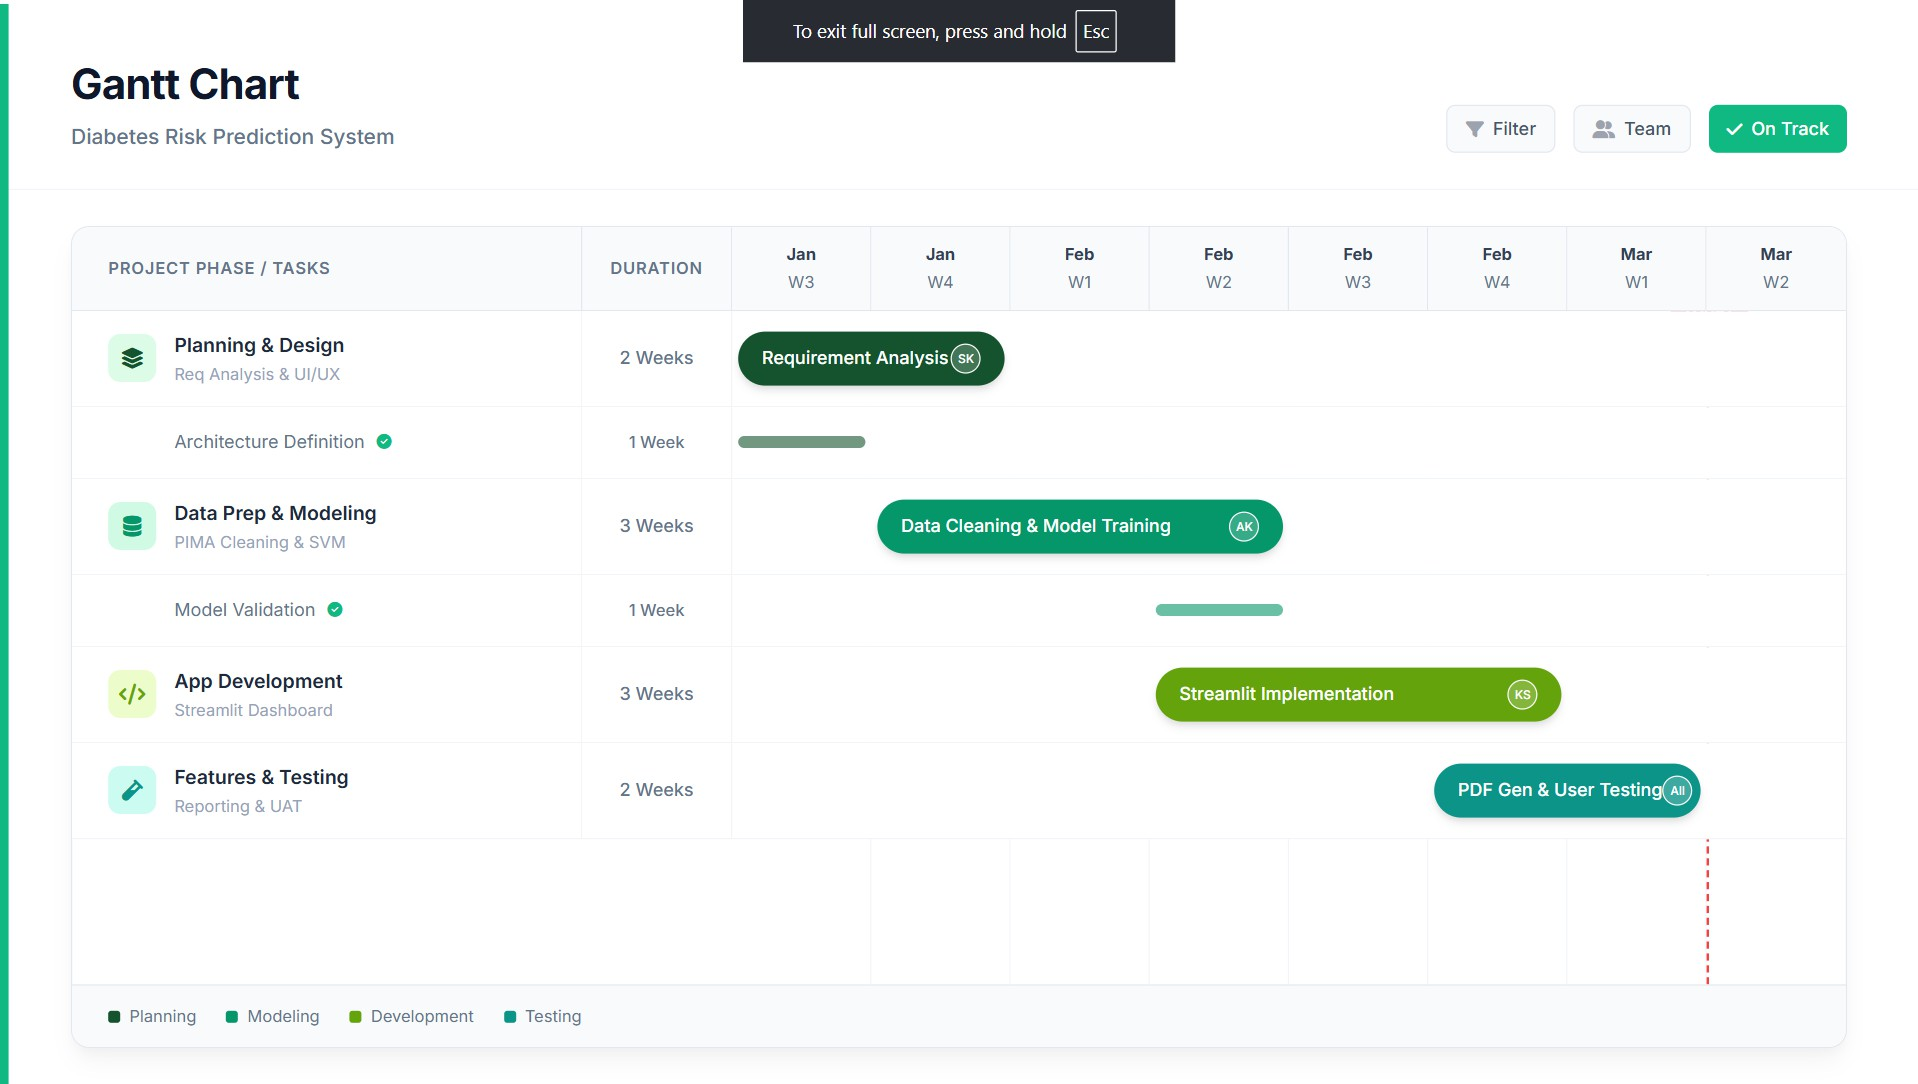 To exit full screen, press and hold Esc
Gantt Chart
Diabetes Risk Prediction System
Filter
Team
On Track
PROJECT PHASE / TASKS
DURATION
Jan
W3
Jan
W4
Feb
W1
Feb
W2
Feb
W3
Feb
W4
Mar
W1
Mar
W2
Planning & Design
Req Analysis & UI/UX
2 Weeks
Requirement Analysis SK
Architecture Definition
1 Week
Data Prep & Modeling
PIMA Cleaning & SVM
3 Weeks
Data Cleaning & Model Training AK
Model Validation
1 Week
App Development
Streamlit Dashboard
3 Weeks
Streamlit Implementation KS
Features & Testing
Reporting & UAT
2 Weeks
PDF Gen & User Testing All
Planning
Modeling
Development
Testing